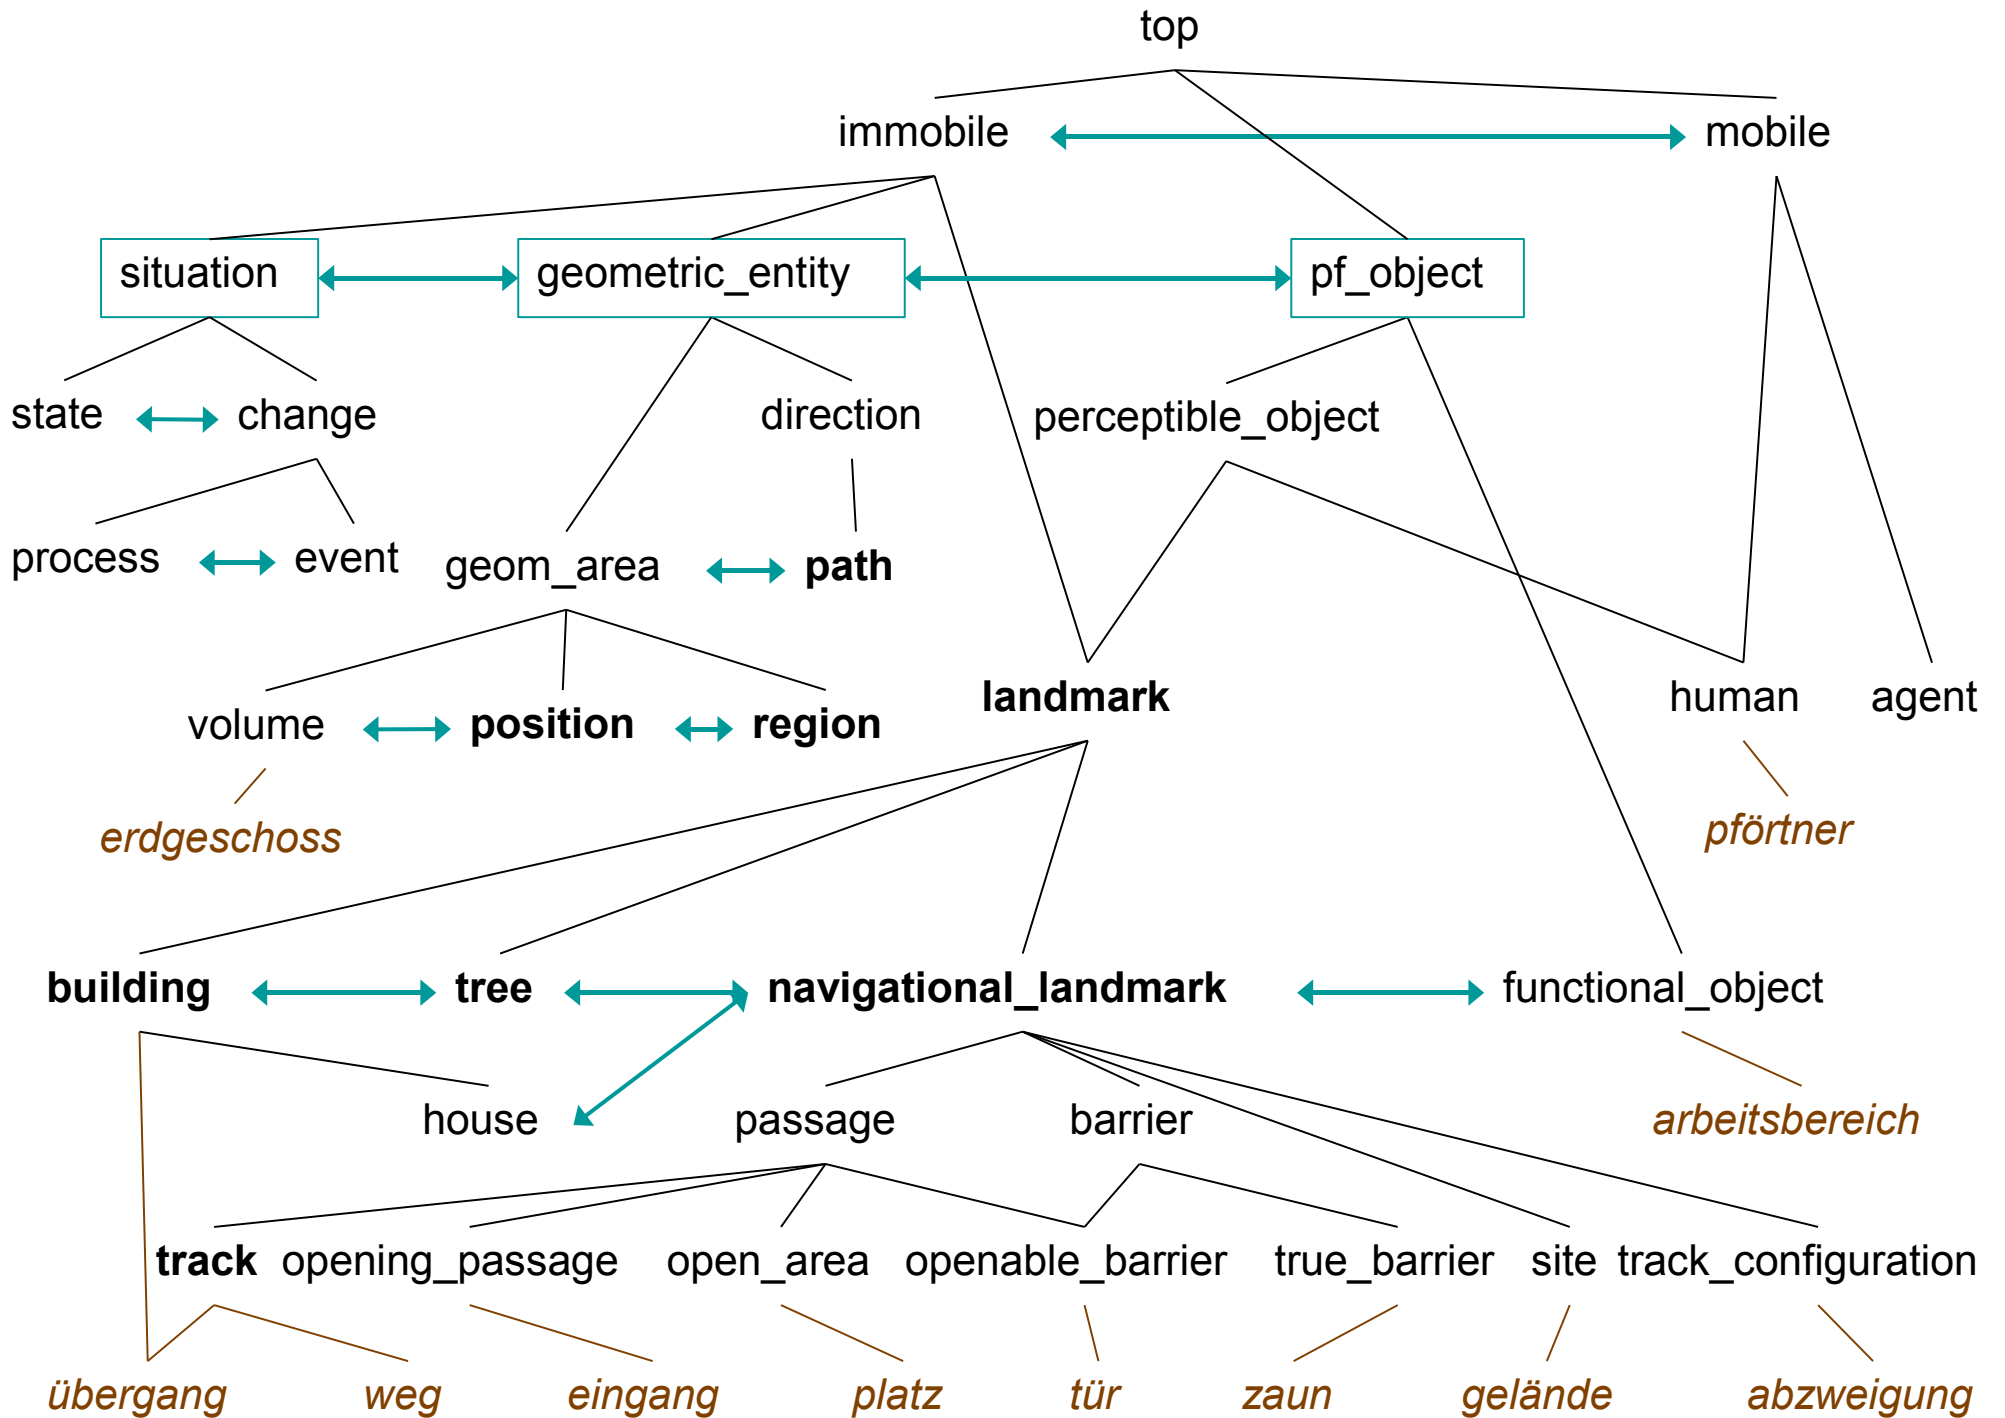 top
immobile mobile
situation geometric_entity pf_object
state change direction perceptible_object
process event geom_area path
volume position region landmark human agent
erdgeschoss pförtner
building tree navigational_landmark functional_object
house passage barrier arbeitsbereich
track opening_passage open_area openable_barrier true_barrier site track_configuration
übergang weg eingang platz tür zaun gelände abzweigung